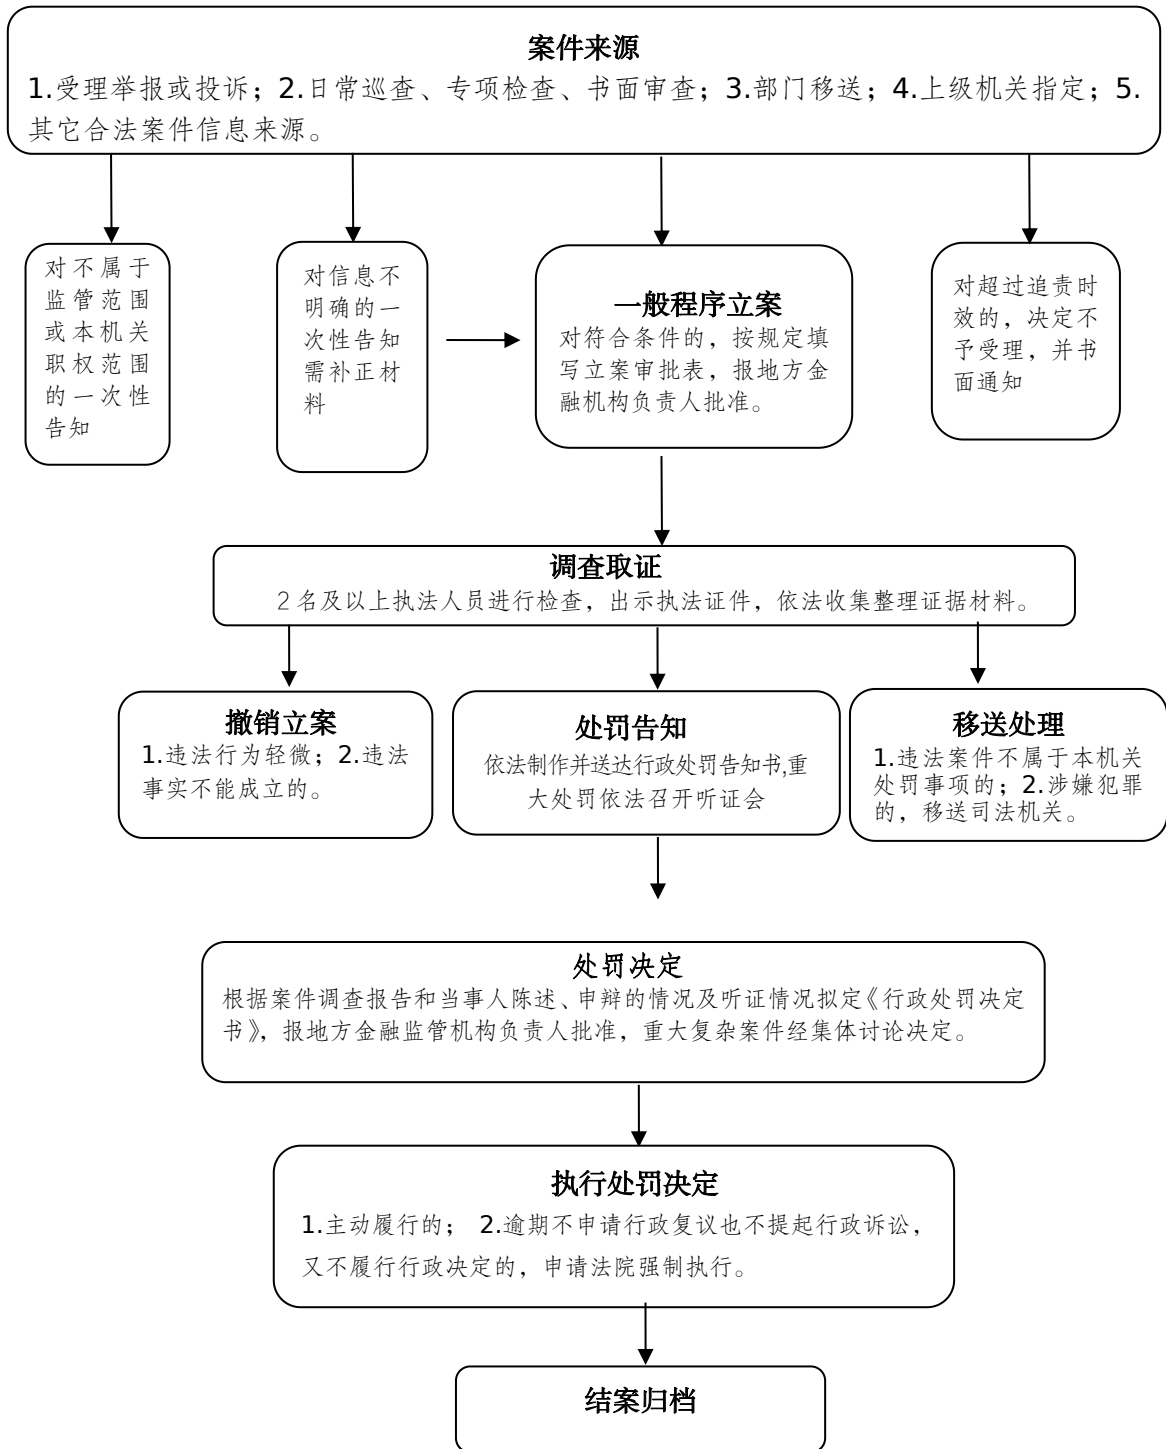 案件来源
1.受理举报或投诉；2.日常巡查、专项检查、书面审查；3.部门移送；4.上级机关指定；5.
其它合法案件信息来源。
对不属于
监管范围
或本机关
职权范围
的一次性
告知
对信息不
明确的一
次性告知
需补正材
料
一般程序立案
对符合条件的，按规定填
写立案审批表，报地方金
融机构负责人批准。
对超过追责时
效的，决定不
予受理，并书
面通知
调查取证
2名及以上执法人员进行检查，出示执法证件，依法收集整理证据材料。
撤销立案
1.违法行为轻微；2.违法
事实不能成立的。
处罚告知
依法制作并送达行政处罚告知书,重
大处罚依法召开听证会
移送处理
1.违法案件不属于本机关
处罚事项的；2.涉嫌犯罪
的，移送司法机关。
处罚决定
根据案件调查报告和当事人陈述、申辩的情况及听证情况拟定《行政处罚决定
书》，报地方金融监管机构负责人批准，重大复杂案件经集体讨论决定。
执行处罚决定
1.主动履行的； 2.逾期不申请行政复议也不提起行政诉讼，
又不履行行政决定的，申请法院强制执行。
结案归档